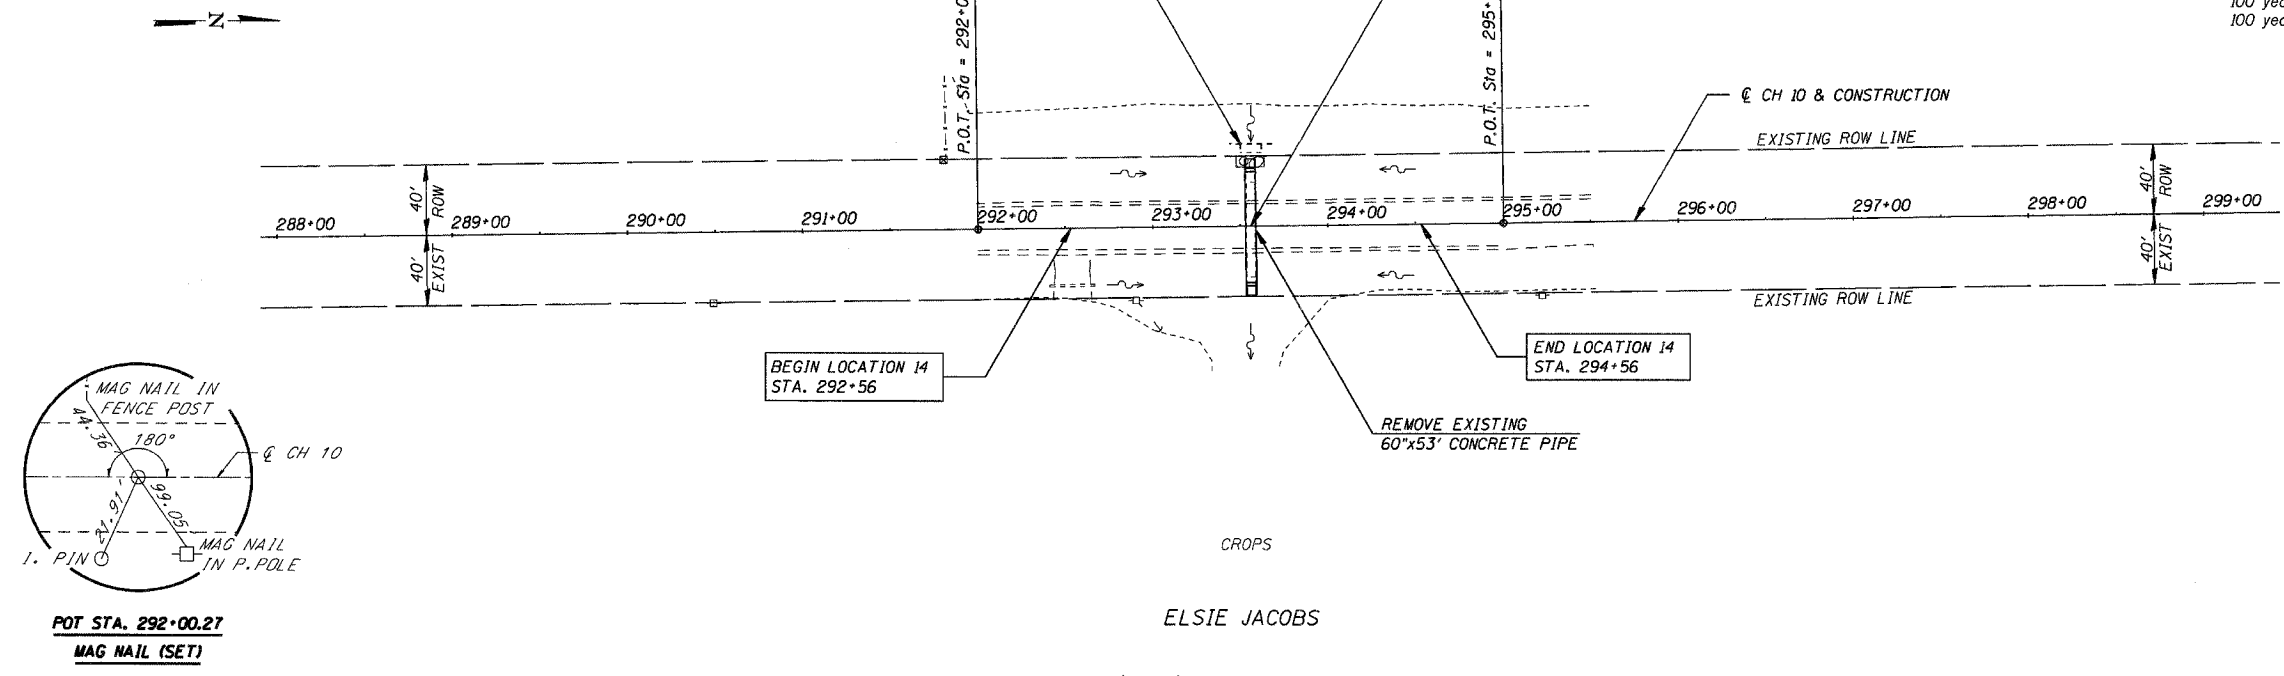 N
P.O.T. Sta = 292+0
P.O.T. Sta = 295+
100 yea
100 yea
℄ CH 10 & CONSTRUCTION
EXISTING ROW LINE
40' ROW
40' EXIST
40' ROW
40' EXIST
288+00
289+00
290+00
291+00
292+00
293+00
294+00
295+00
296+00
297+00
298+00
299+00
EXISTING ROW LINE
BEGIN LOCATION 14
STA. 292+56
END LOCATION 14
STA. 294+56
REMOVE EXISTING
60"x53' CONCRETE PIPE
MAG NAIL IN
FENCE POST
44.36
180°
℄ CH 10
21.91'
99.05
I. PIN
MAG NAIL
IN P.POLE
CROPS
ELSIE JACOBS
POT STA. 292+00.27
MAG NAIL (SET)